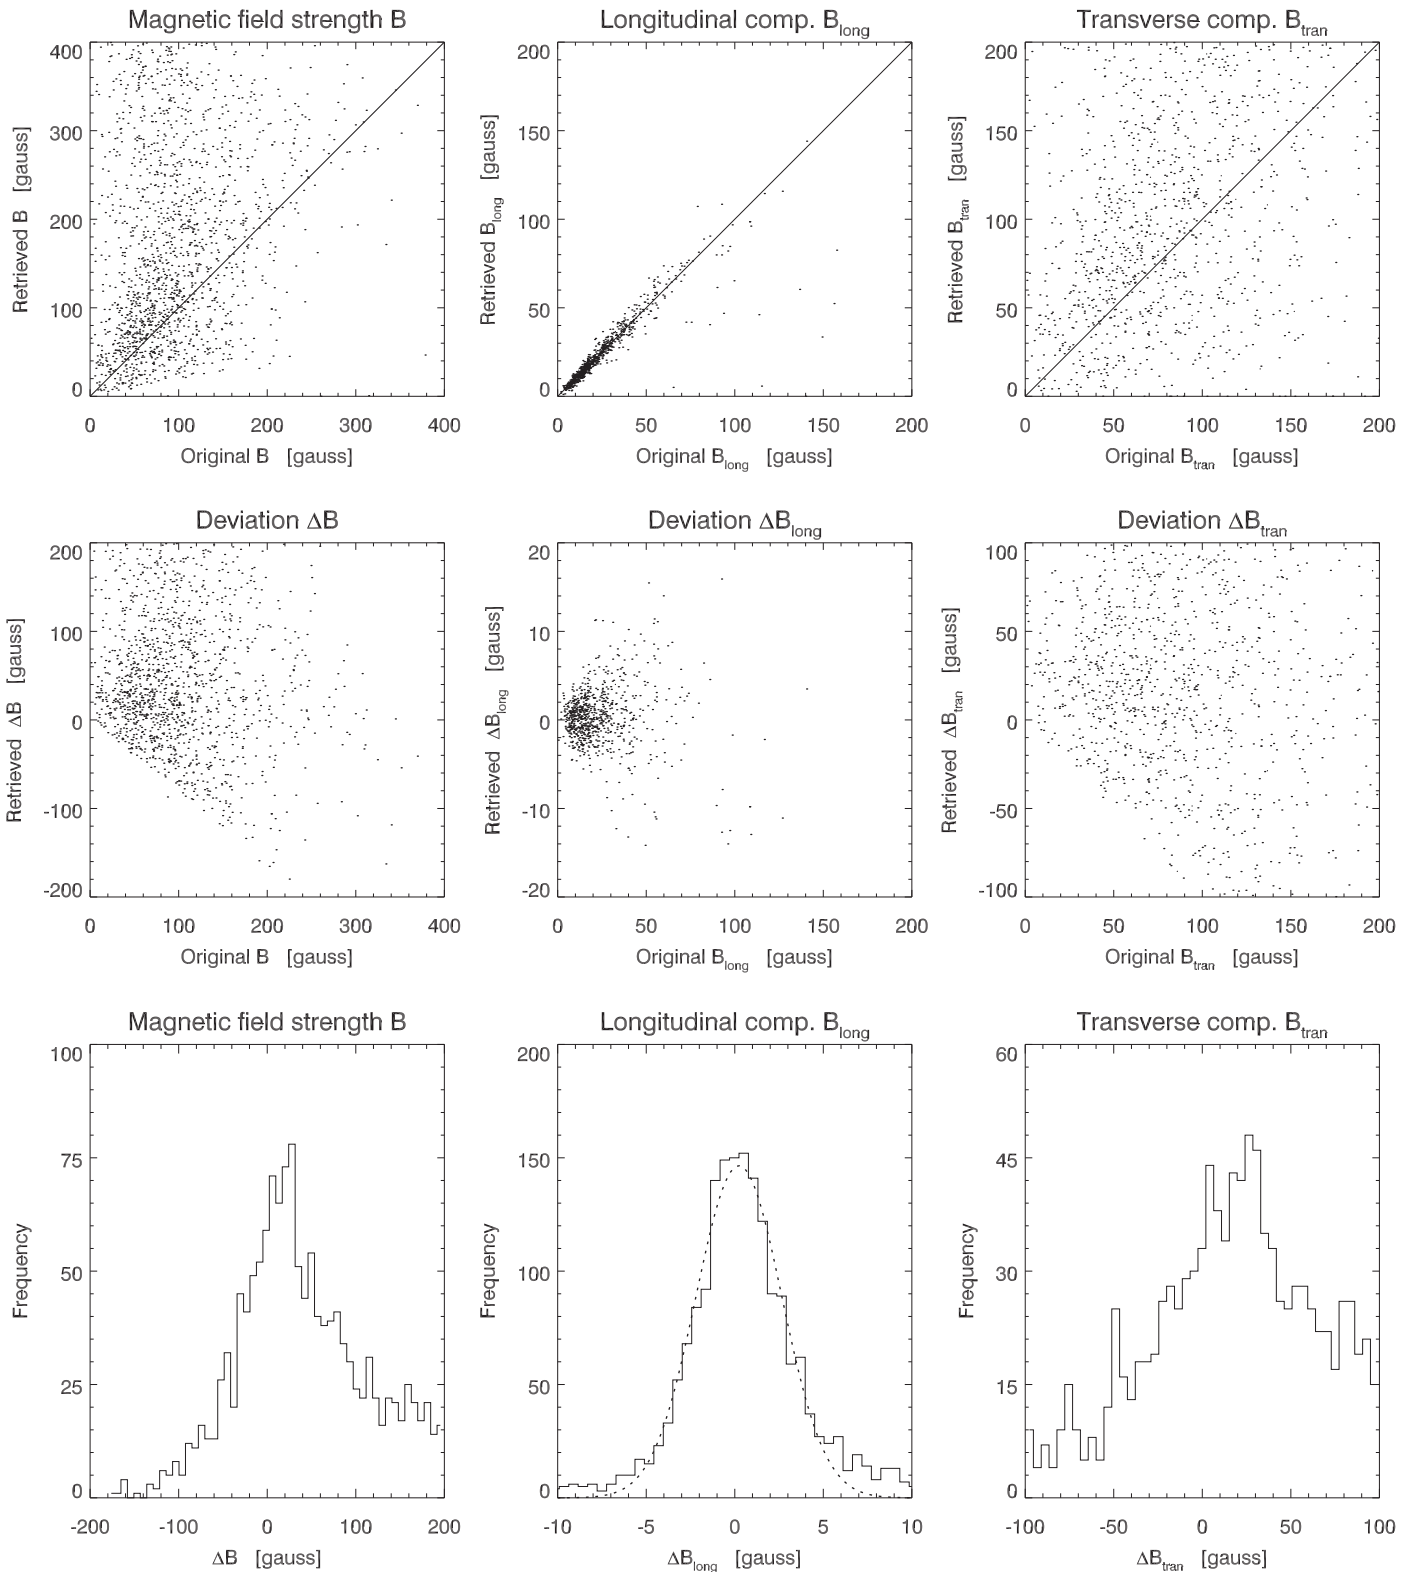 Magnetic field strength B
Longitudinal comp. B_long
Transverse comp. B_tran
Retrieved B [gauss]
400
300
200
100
0
0 100 200 300 400
Original B [gauss]
Retrieved B_long [gauss]
200
150
100
50
0
0 50 100 150 200
Original B_long [gauss]
Retrieved B_tran [gauss]
200
150
100
50
0
0 50 100 150 200
Original B_tran [gauss]
Deviation ΔB
Deviation ΔB_long
Deviation ΔB_tran
Retrieved ΔB [gauss]
200
100
0
-100
-200
0 100 200 300 400
Original B [gauss]
Retrieved ΔB_long [gauss]
20
10
0
-10
-20
0 50 100 150 200
Original B_long [gauss]
Retrieved ΔB_tran [gauss]
100
50
0
-50
-100
0 50 100 150 200
Original B_tran [gauss]
Magnetic field strength B
Longitudinal comp. B_long
Transverse comp. B_tran
Frequency
100
75
50
25
0
-200 -100 0 100 200
ΔB [gauss]
Frequency
200
150
100
50
0
-10 -5 0 5 10
ΔB_long [gauss]
Frequency
60
45
30
15
0
-100 -50 0 50 100
ΔB_tran [gauss]